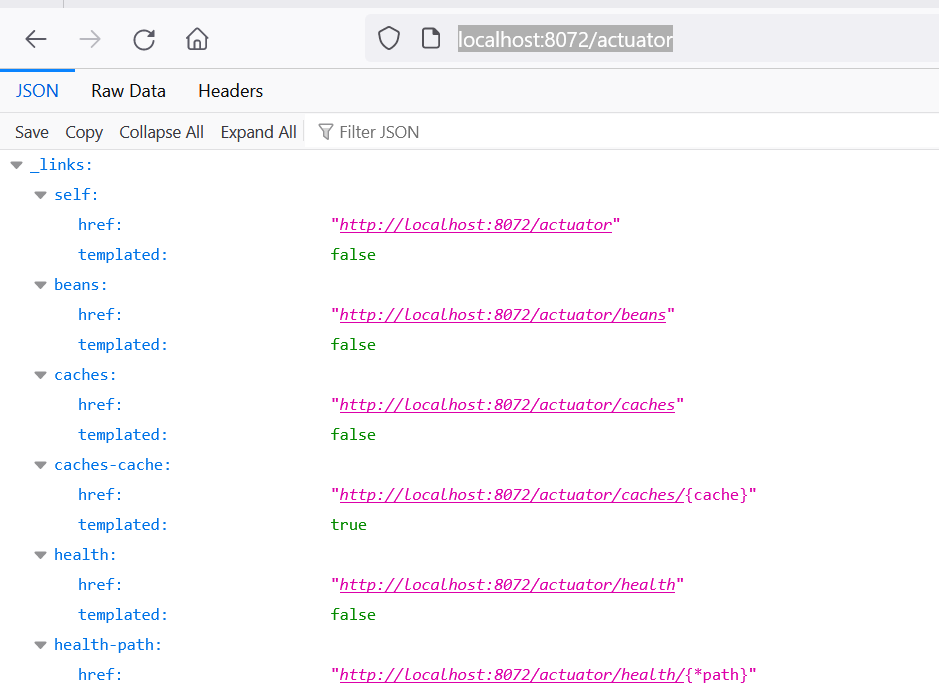 localhost:8072/actuator
JSON Raw Data Headers
Save Copy Collapse All Expand All Filter JSON
_links:
self:
href: "http://localhost:8072/actuator"
templated: false
beans:
href: "http://localhost:8072/actuator/beans"
templated: false
caches:
href: "http://localhost:8072/actuator/caches"
templated: false
caches-cache:
href: "http://localhost:8072/actuator/caches/{cache}"
templated: true
health:
href: "http://localhost:8072/actuator/health"
templated: false
health-path:
href: "http://localhost:8072/actuator/health/{*path}"